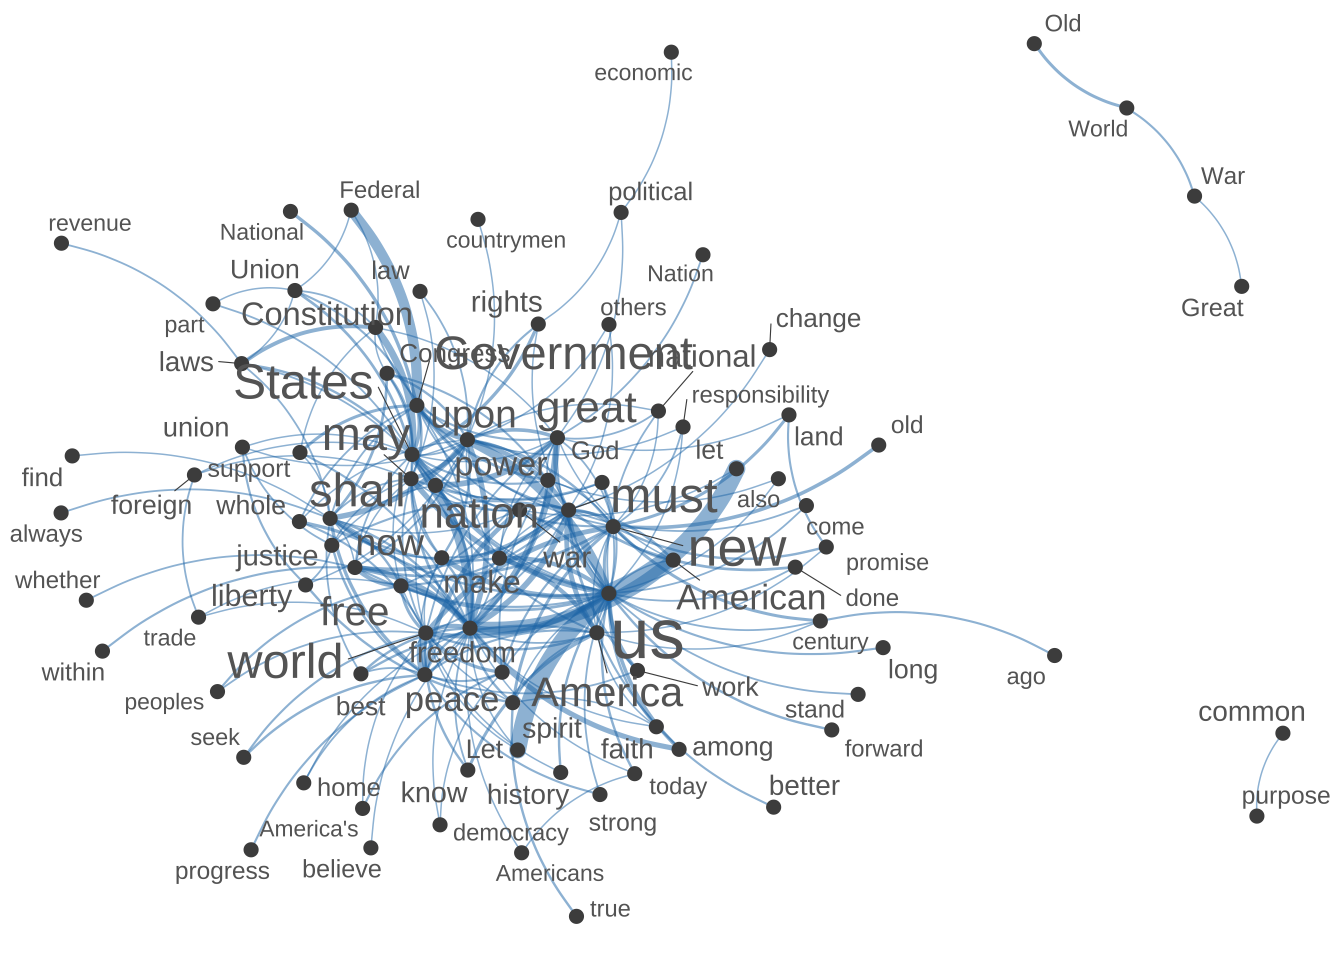 Old
economic
World
War
Federal
political
revenue
National
countrymen
Union
law
Nation
rights
others
Great
part
Constitution
change
laws
Congress
Government
national
States
responsibility
upon
great
union
may
God
let
land
old
support
power
find
foreign
whole
shall
must
also
always
nation
come
justice
now
war
new
promise
whether
make
liberty
American
done
free
trade
us
century
within
world
freedom
long
ago
peoples
best
peace
America
work
stand
common
seek
Let
spirit
faith
among
forward
home
know
history
today
better
purpose
America's
democracy
strong
progress
believe
Americans
true